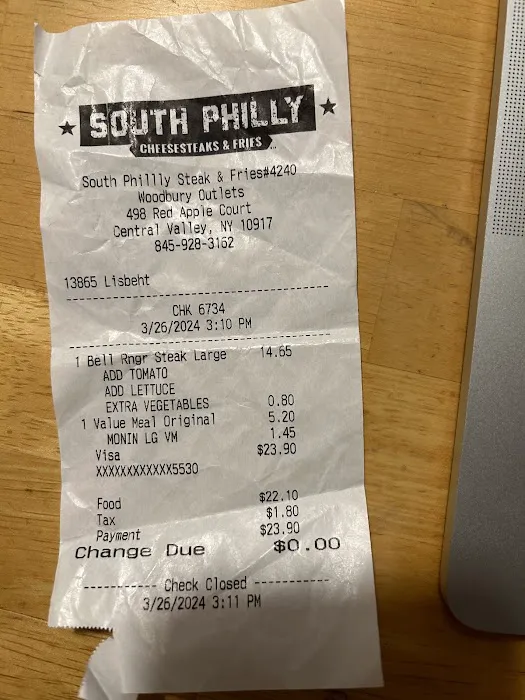 SOUTH PHILLY
CHEESESTEAKS & FRIES
South Phillly Steak & Fries#4240
Woodbury Outlets
498 Red Apple Court
Central Valley, NY 10917
845-928-3162
13865 Lisbeht
CHK 6734
3/26/2024 3:10 PM
1 Bell Rngr Steak Large 14.65
ADD TOMATO
ADD LETTUCE
EXTRA VEGETABLES 0.80
1 Value Meal Original 5.20
MONIN LG VM 1.45
Visa $23.90
XXXXXXXXXXXX5530
Food $22.10
Tax $1.80
Payment $23.90
Change Due $0.00
---------- Check Closed ----------
3/26/2024 3:11 PM